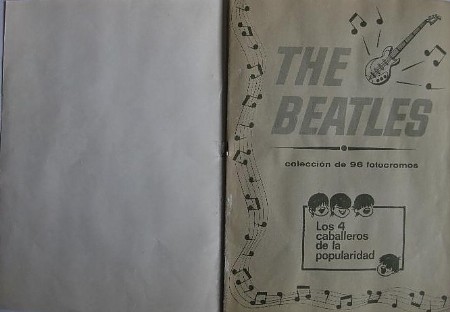 THE
BEATLES
colección de 96 fotocromos
Los 4
caballeros
de la
popularidad